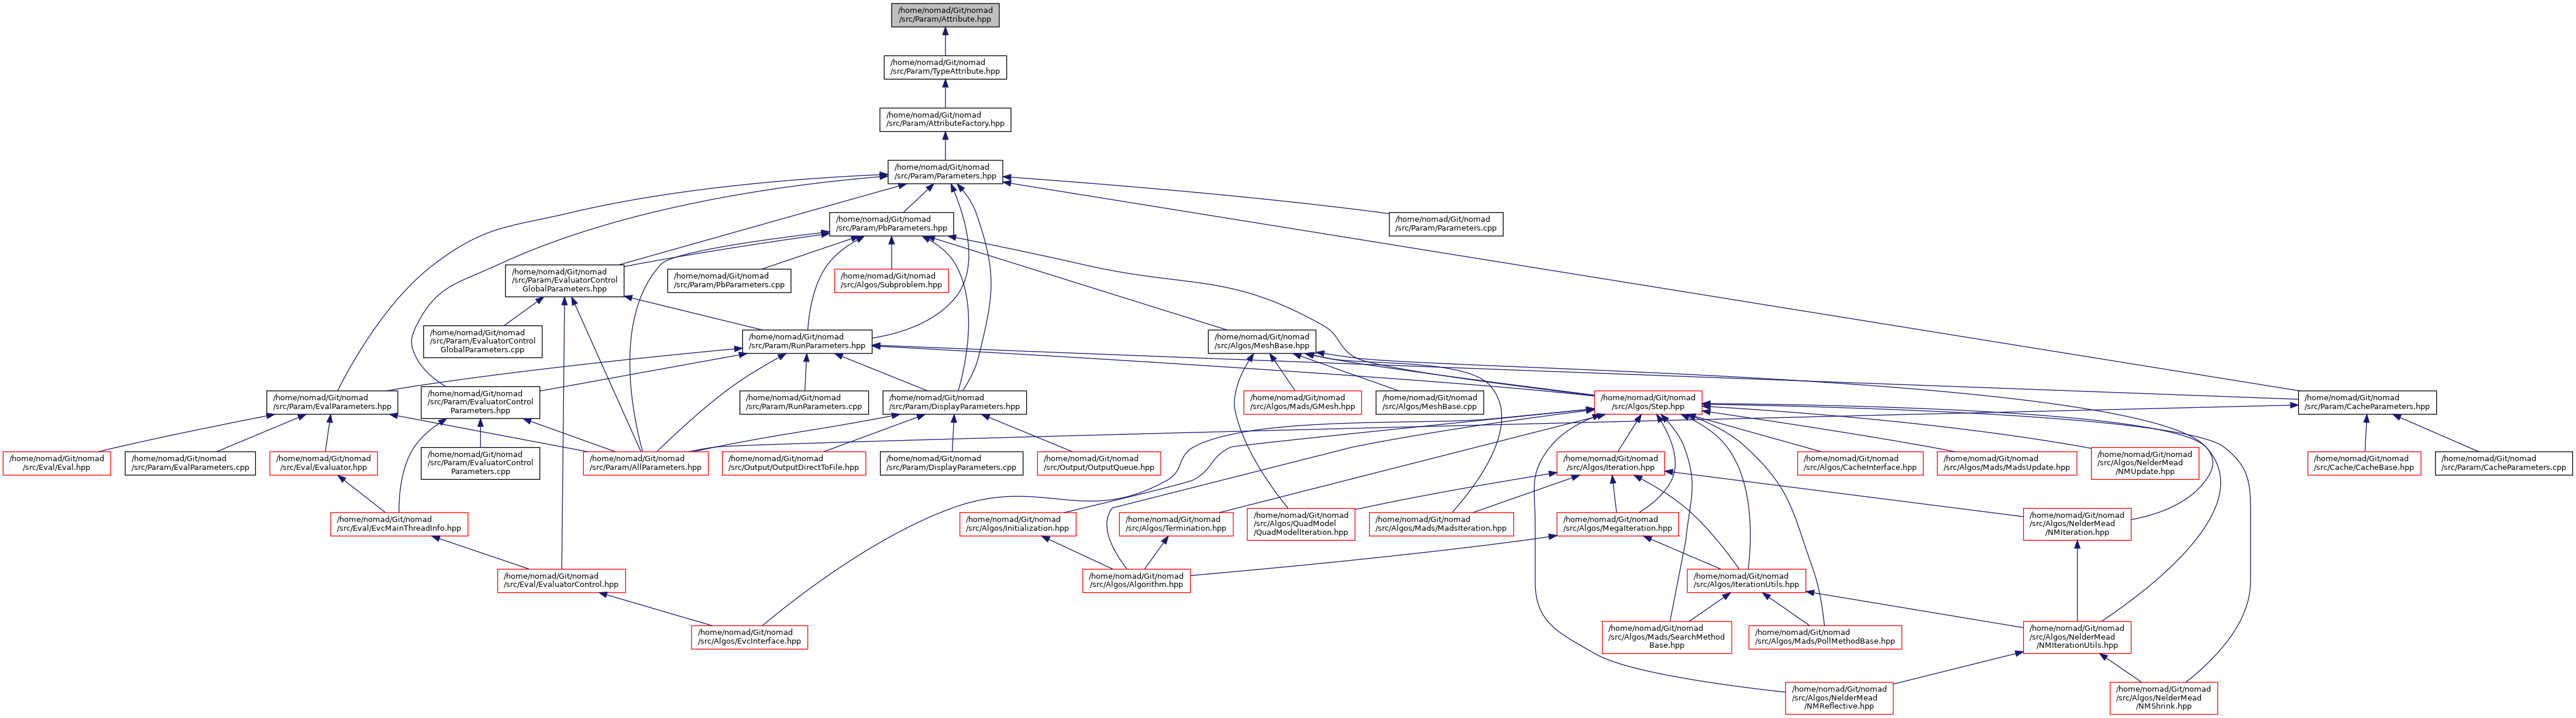 /home/nomad/Git/nomad
/src/Param/Attribute.hpp
/home/nomad/Git/nomad
/src/Param/TypeAttribute.hpp
/home/nomad/Git/nomad
/src/Param/AttributeFactory.hpp
/home/nomad/Git/nomad
/src/Param/Parameters.hpp
/home/nomad/Git/nomad
/src/Param/PbParameters.hpp
/home/nomad/Git/nomad
/src/Param/Parameters.cpp
/home/nomad/Git/nomad
/src/Param/EvaluatorControl
GlobalParameters.hpp
/home/nomad/Git/nomad
/src/Param/PbParameters.cpp
/home/nomad/Git/nomad
/src/Algos/Subproblem.hpp
/home/nomad/Git/nomad
/src/Param/EvaluatorControl
GlobalParameters.cpp
/home/nomad/Git/nomad
/src/Param/RunParameters.hpp
/home/nomad/Git/nomad
/src/Algos/MeshBase.hpp
/home/nomad/Git/nomad
/src/Param/EvalParameters.hpp
/home/nomad/Git/nomad
/src/Param/EvaluatorControl
Parameters.hpp
/home/nomad/Git/nomad
/src/Param/RunParameters.cpp
/home/nomad/Git/nomad
/src/Param/DisplayParameters.hpp
/home/nomad/Git/nomad
/src/Algos/Mads/GMesh.hpp
/home/nomad/Git/nomad
/src/Algos/MeshBase.cpp
/home/nomad/Git/nomad
/src/Algos/Step.hpp
/home/nomad/Git/nomad
/src/Param/CacheParameters.hpp
/home/nomad/Git/nomad
/src/Eval/Eval.hpp
/home/nomad/Git/nomad
/src/Param/EvalParameters.cpp
/home/nomad/Git/nomad
/src/Eval/Evaluator.hpp
/home/nomad/Git/nomad
/src/Param/EvaluatorControl
Parameters.cpp
/home/nomad/Git/nomad
/src/Param/AllParameters.hpp
/home/nomad/Git/nomad
/src/Output/OutputDirectToFile.hpp
/home/nomad/Git/nomad
/src/Param/DisplayParameters.cpp
/home/nomad/Git/nomad
/src/Output/OutputQueue.hpp
/home/nomad/Git/nomad
/src/Algos/Iteration.hpp
/home/nomad/Git/nomad
/src/Algos/CacheInterface.hpp
/home/nomad/Git/nomad
/src/Algos/Mads/MadsUpdate.hpp
/home/nomad/Git/nomad
/src/Algos/NelderMead
/NMUpdate.hpp
/home/nomad/Git/nomad
/src/Cache/CacheBase.hpp
/home/nomad/Git/nomad
/src/Param/CacheParameters.cpp
/home/nomad/Git/nomad
/src/Eval/EvcMainThreadInfo.hpp
/home/nomad/Git/nomad
/src/Algos/Initialization.hpp
/home/nomad/Git/nomad
/src/Algos/Termination.hpp
/home/nomad/Git/nomad
/src/Algos/QuadModel
/QuadModelIteration.hpp
/home/nomad/Git/nomad
/src/Algos/Mads/MadsIteration.hpp
/home/nomad/Git/nomad
/src/Algos/MegaIteration.hpp
/home/nomad/Git/nomad
/src/Algos/NelderMead
/NMIteration.hpp
/home/nomad/Git/nomad
/src/Eval/EvaluatorControl.hpp
/home/nomad/Git/nomad
/src/Algos/Algorithm.hpp
/home/nomad/Git/nomad
/src/Algos/IterationUtils.hpp
/home/nomad/Git/nomad
/src/Algos/EvcInterface.hpp
/home/nomad/Git/nomad
/src/Algos/Mads/SearchMethod
Base.hpp
/home/nomad/Git/nomad
/src/Algos/Mads/PollMethodBase.hpp
/home/nomad/Git/nomad
/src/Algos/NelderMead
/NMIterationUtils.hpp
/home/nomad/Git/nomad
/src/Algos/NelderMead
/NMReflective.hpp
/home/nomad/Git/nomad
/src/Algos/NelderMead
/NMShrink.hpp